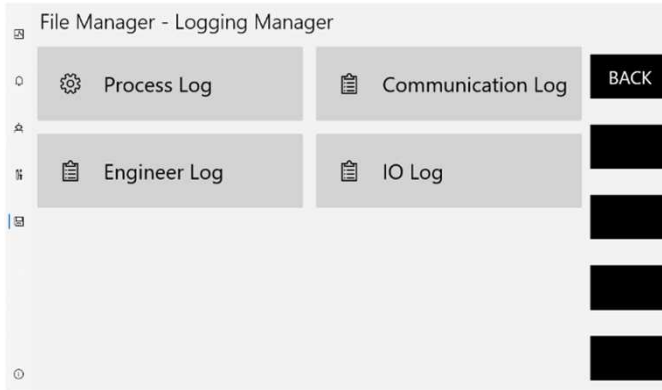 File Manager - Logging Manager
Process Log
Communication Log
BACK
Engineer Log
IO Log